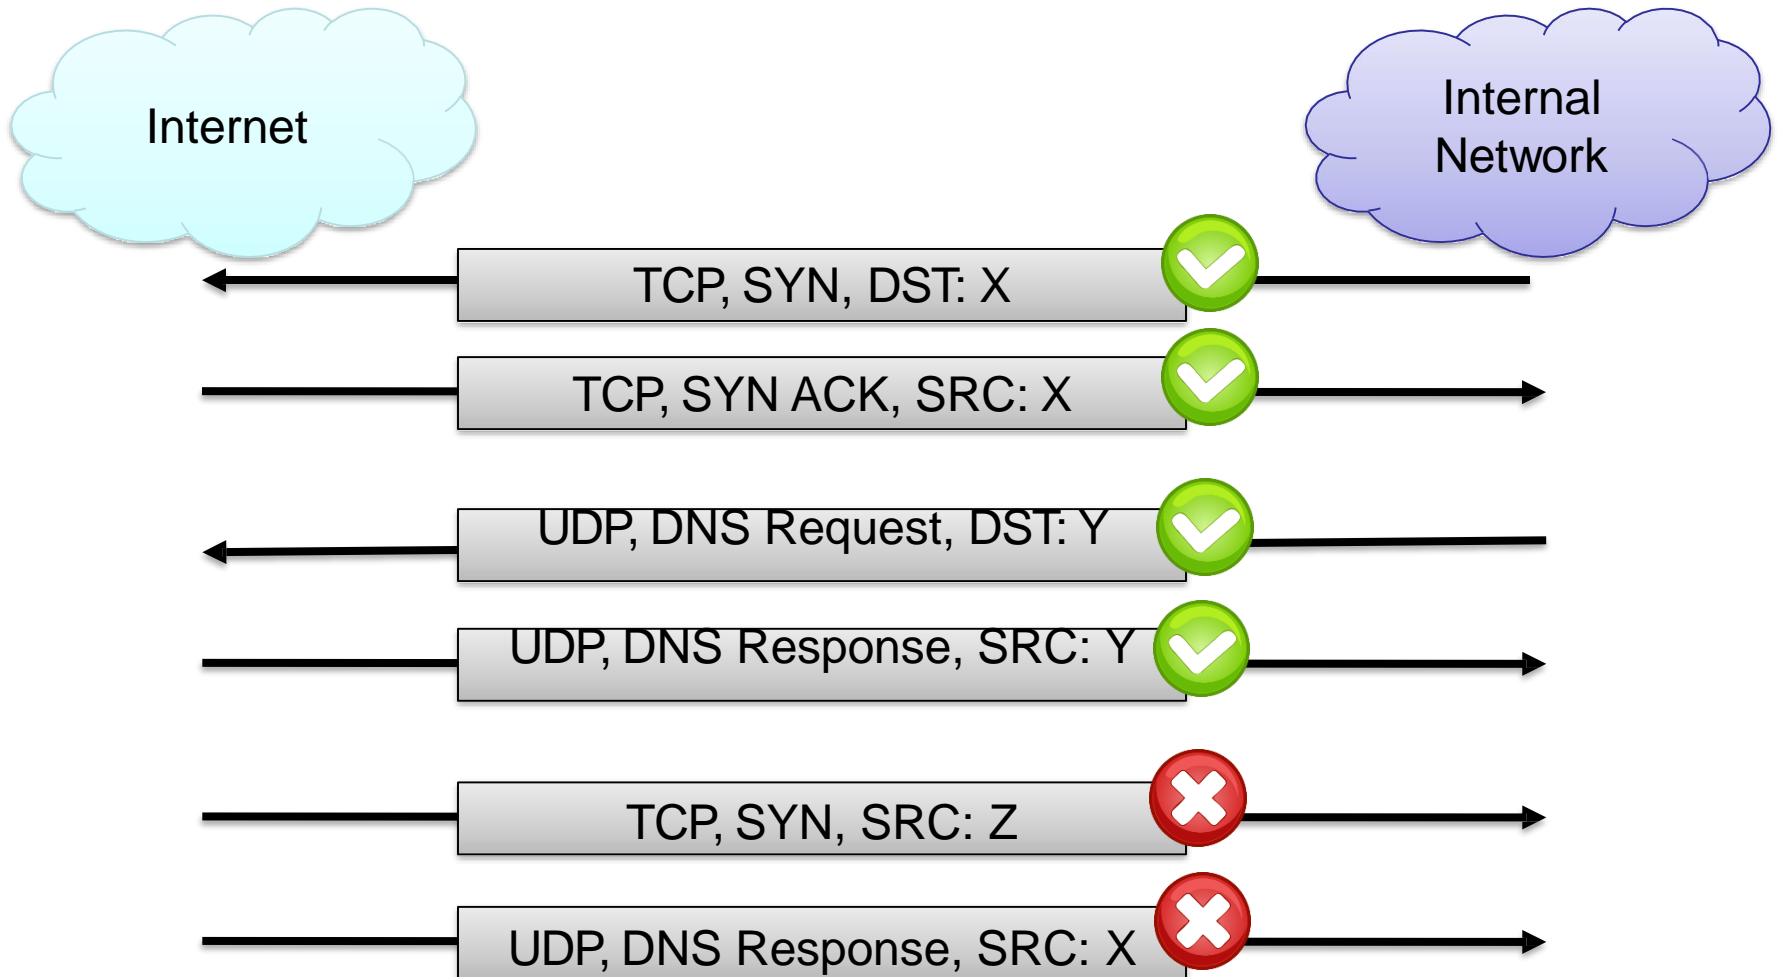 Internet
Internal
Network
TCP, SYN, DST: X
TCP, SYN ACK, SRC: X
UDP, DNS Request, DST: Y
UDP, DNS Response, SRC: Y
TCP, SYN, SRC: Z
UDP, DNS Response, SRC: X